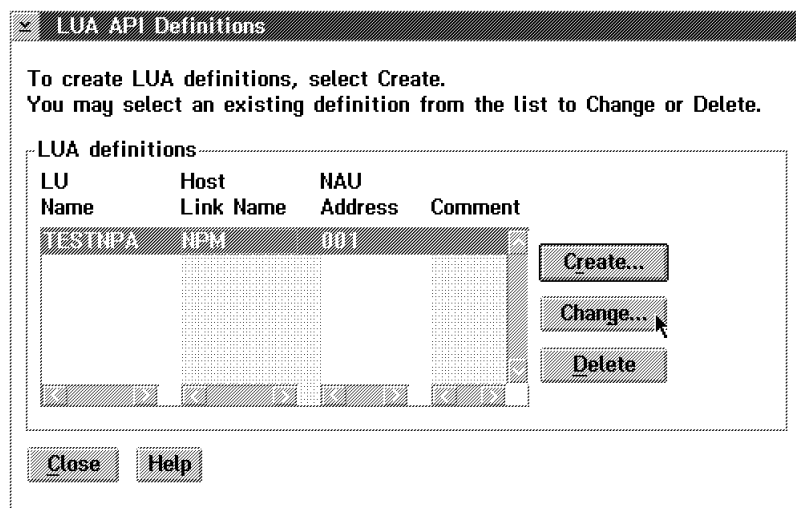 LUA API Definitions
To create LUA definitions, select Create.
You may select an existing definition from the list to Change or Delete.
LUA definitions
LU Name Host Link Name NAU Address Comment
TESTNPA NPM 001
Create...
Change...
Delete
Close Help